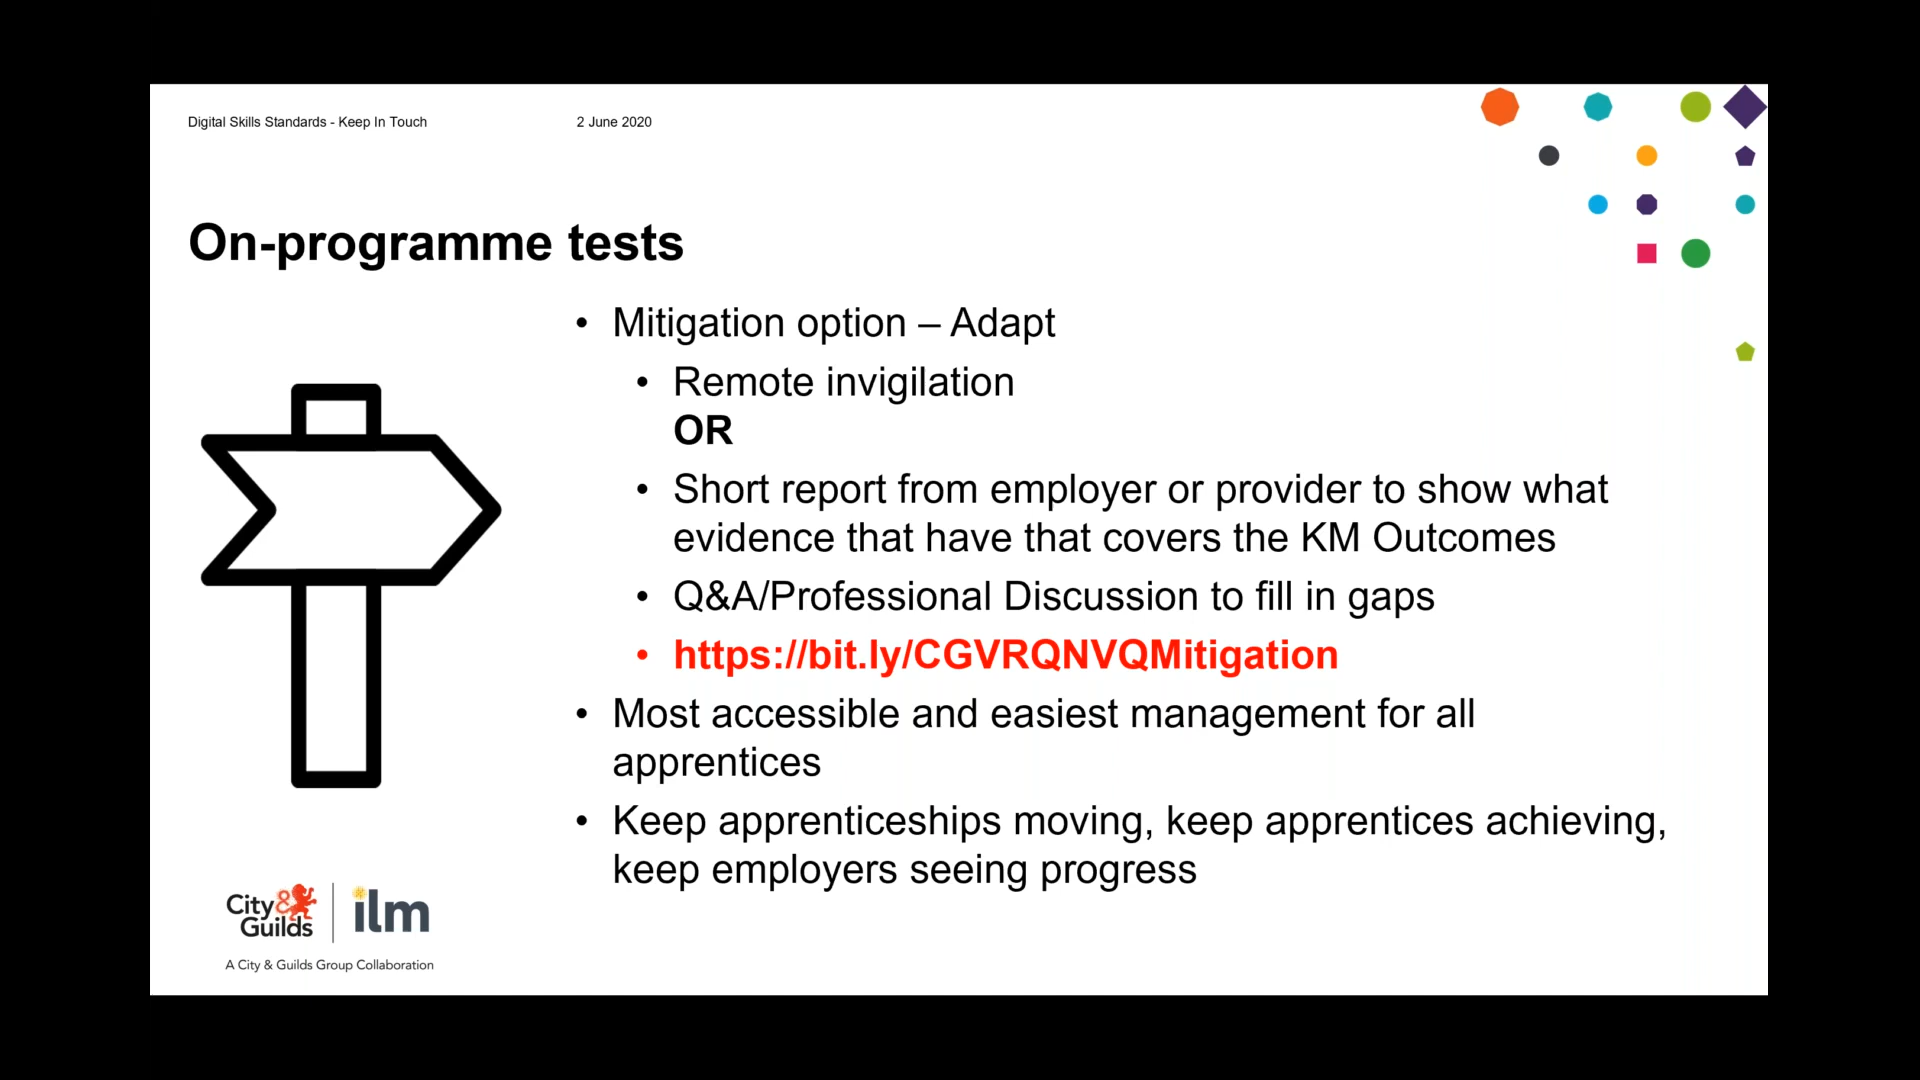 Digital Skills Standards - Keep In Touch 2 June 2020
On-programme tests
• Mitigation option – Adapt
• Remote invigilation
OR
• Short report from employer or provider to show what
evidence that have that covers the KM Outcomes
• Q&A/Professional Discussion to fill in gaps
• https://bit.ly/CGVRQNVQMitigation
• Most accessible and easiest management for all
apprentices
• Keep apprenticeships moving, keep apprentices achieving,
keep employers seeing progress
City &
Guilds
ilm
A City & Guilds Group Collaboration